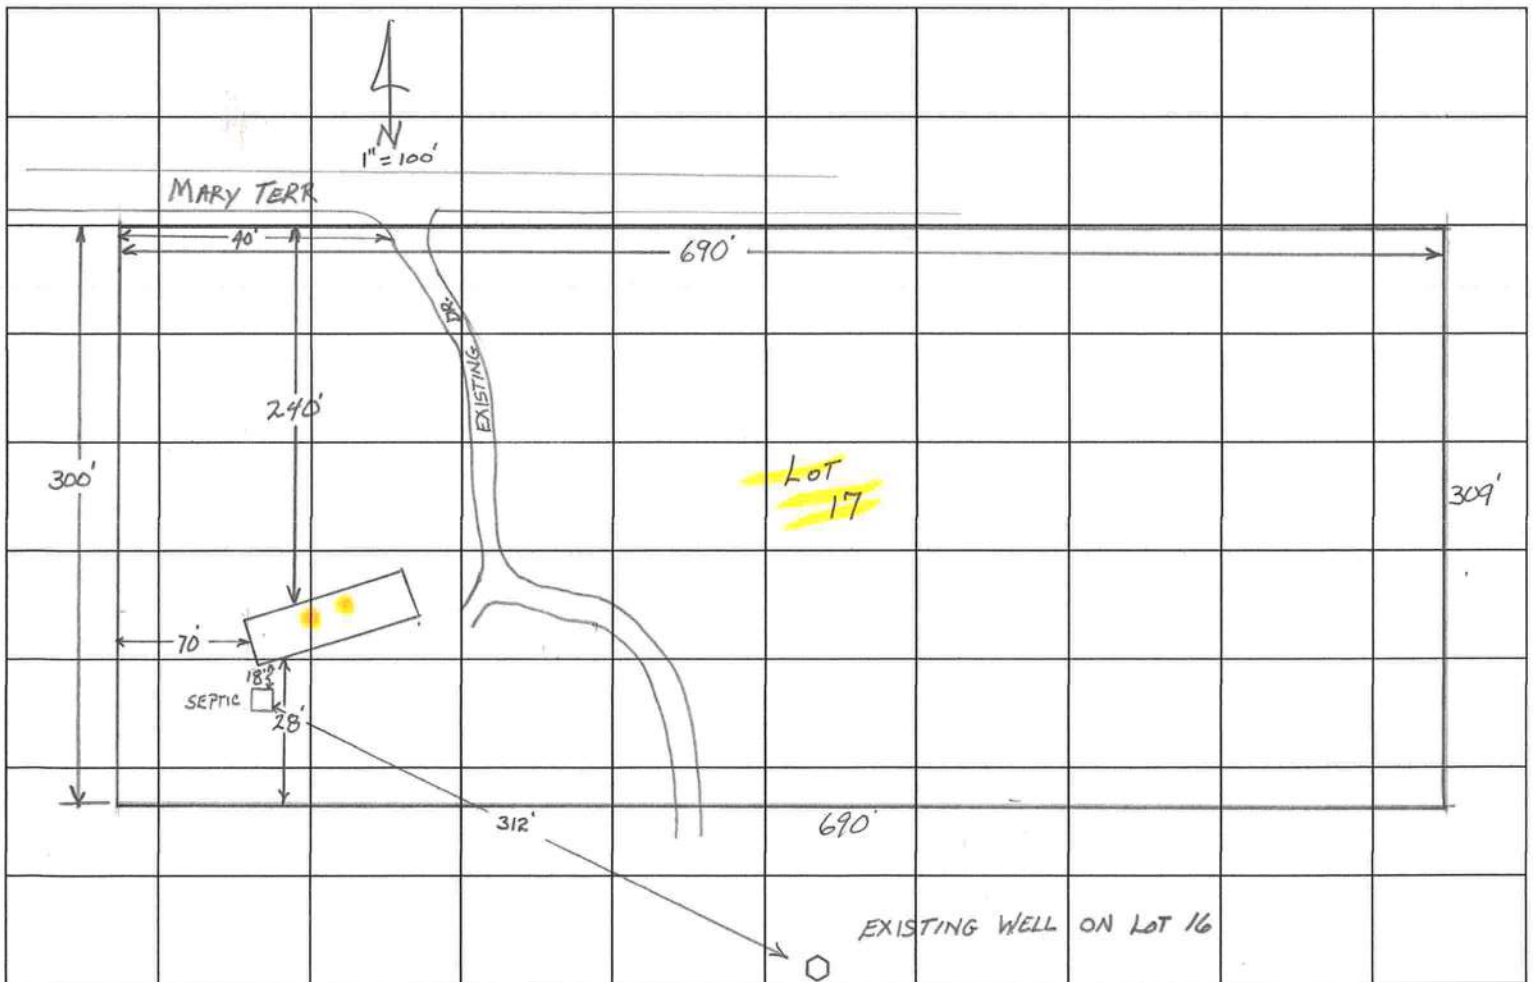 N
1"=100'
MARY TERR
40'
690'
DR.
EXISTING
240'
300'
LOT
17
309'
70'
18'
SEPTIC
28'
312'
690'
EXISTING WELL ON LOT 16